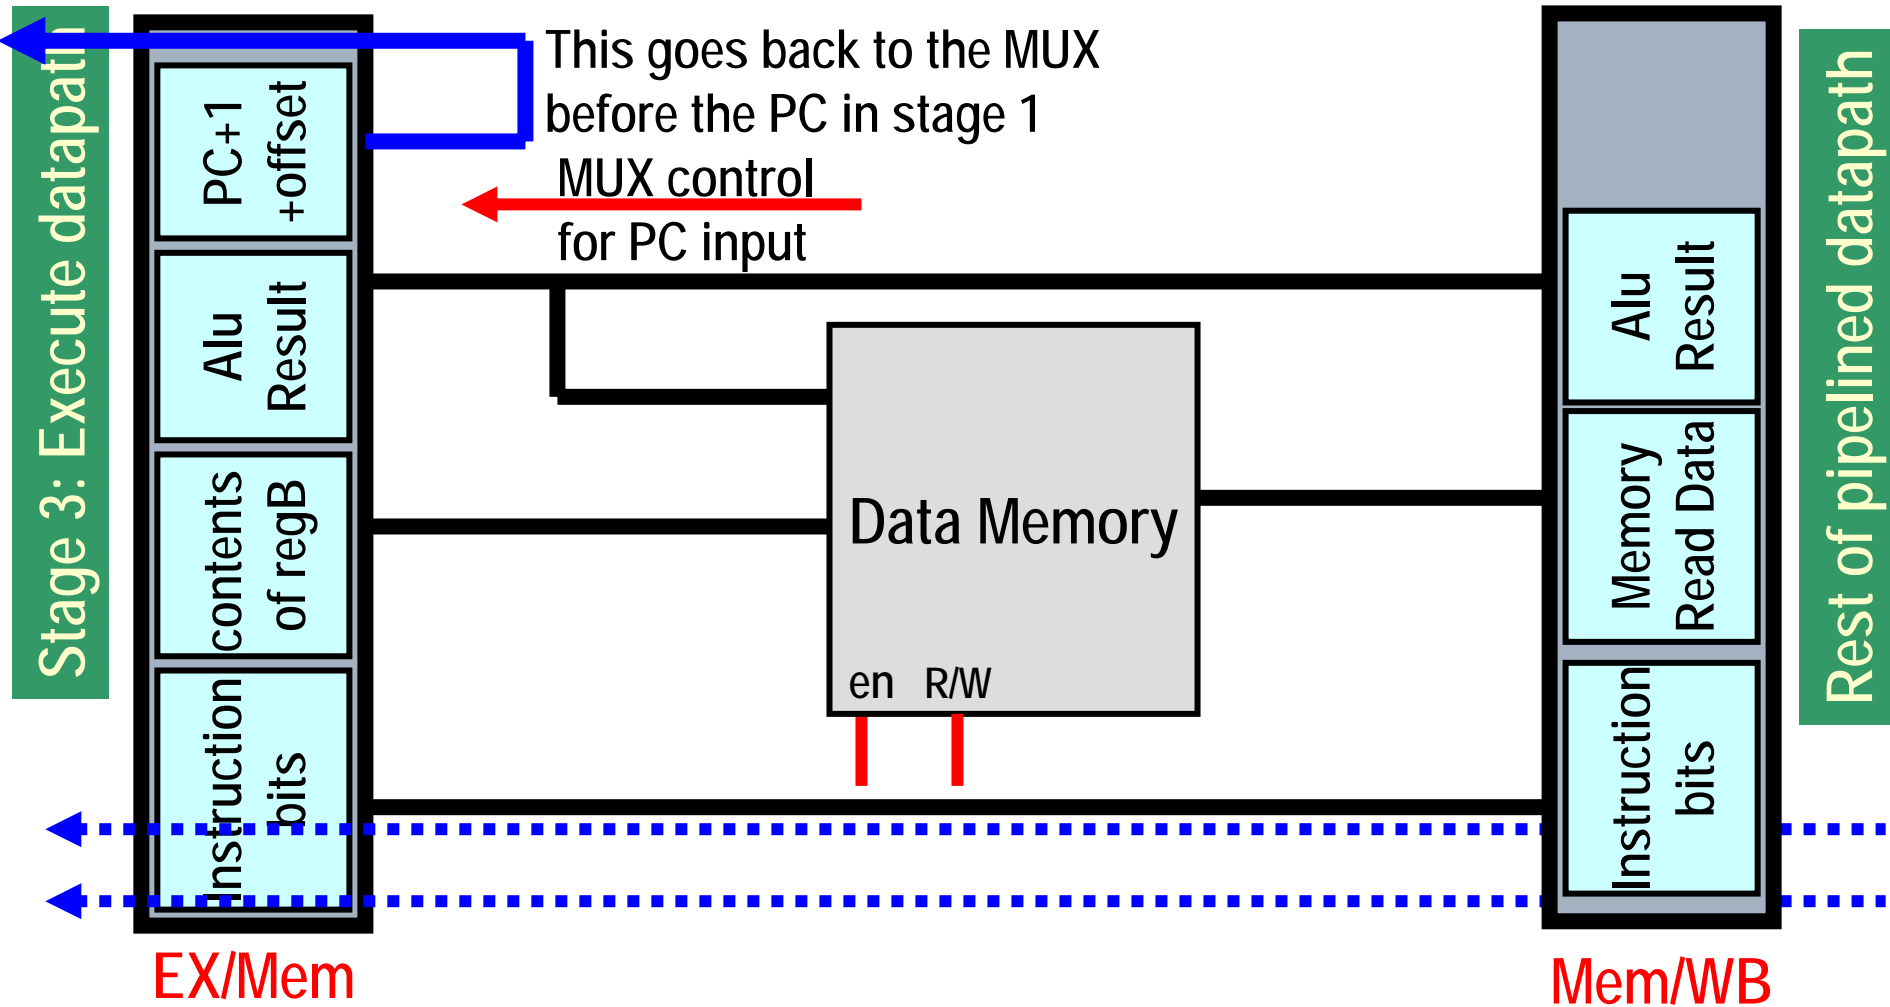 Stage 3: Execute datapath
PC+1
+offset
Alu
Result
contents
of regB
Instruction
bits
EX/Mem
This goes back to the MUX
before the PC in stage 1
MUX control
for PC input
Data Memory
en R/W
Alu
Result
Memory
Read Data
Instruction
bits
Mem/WB
Rest of pipelined datapath